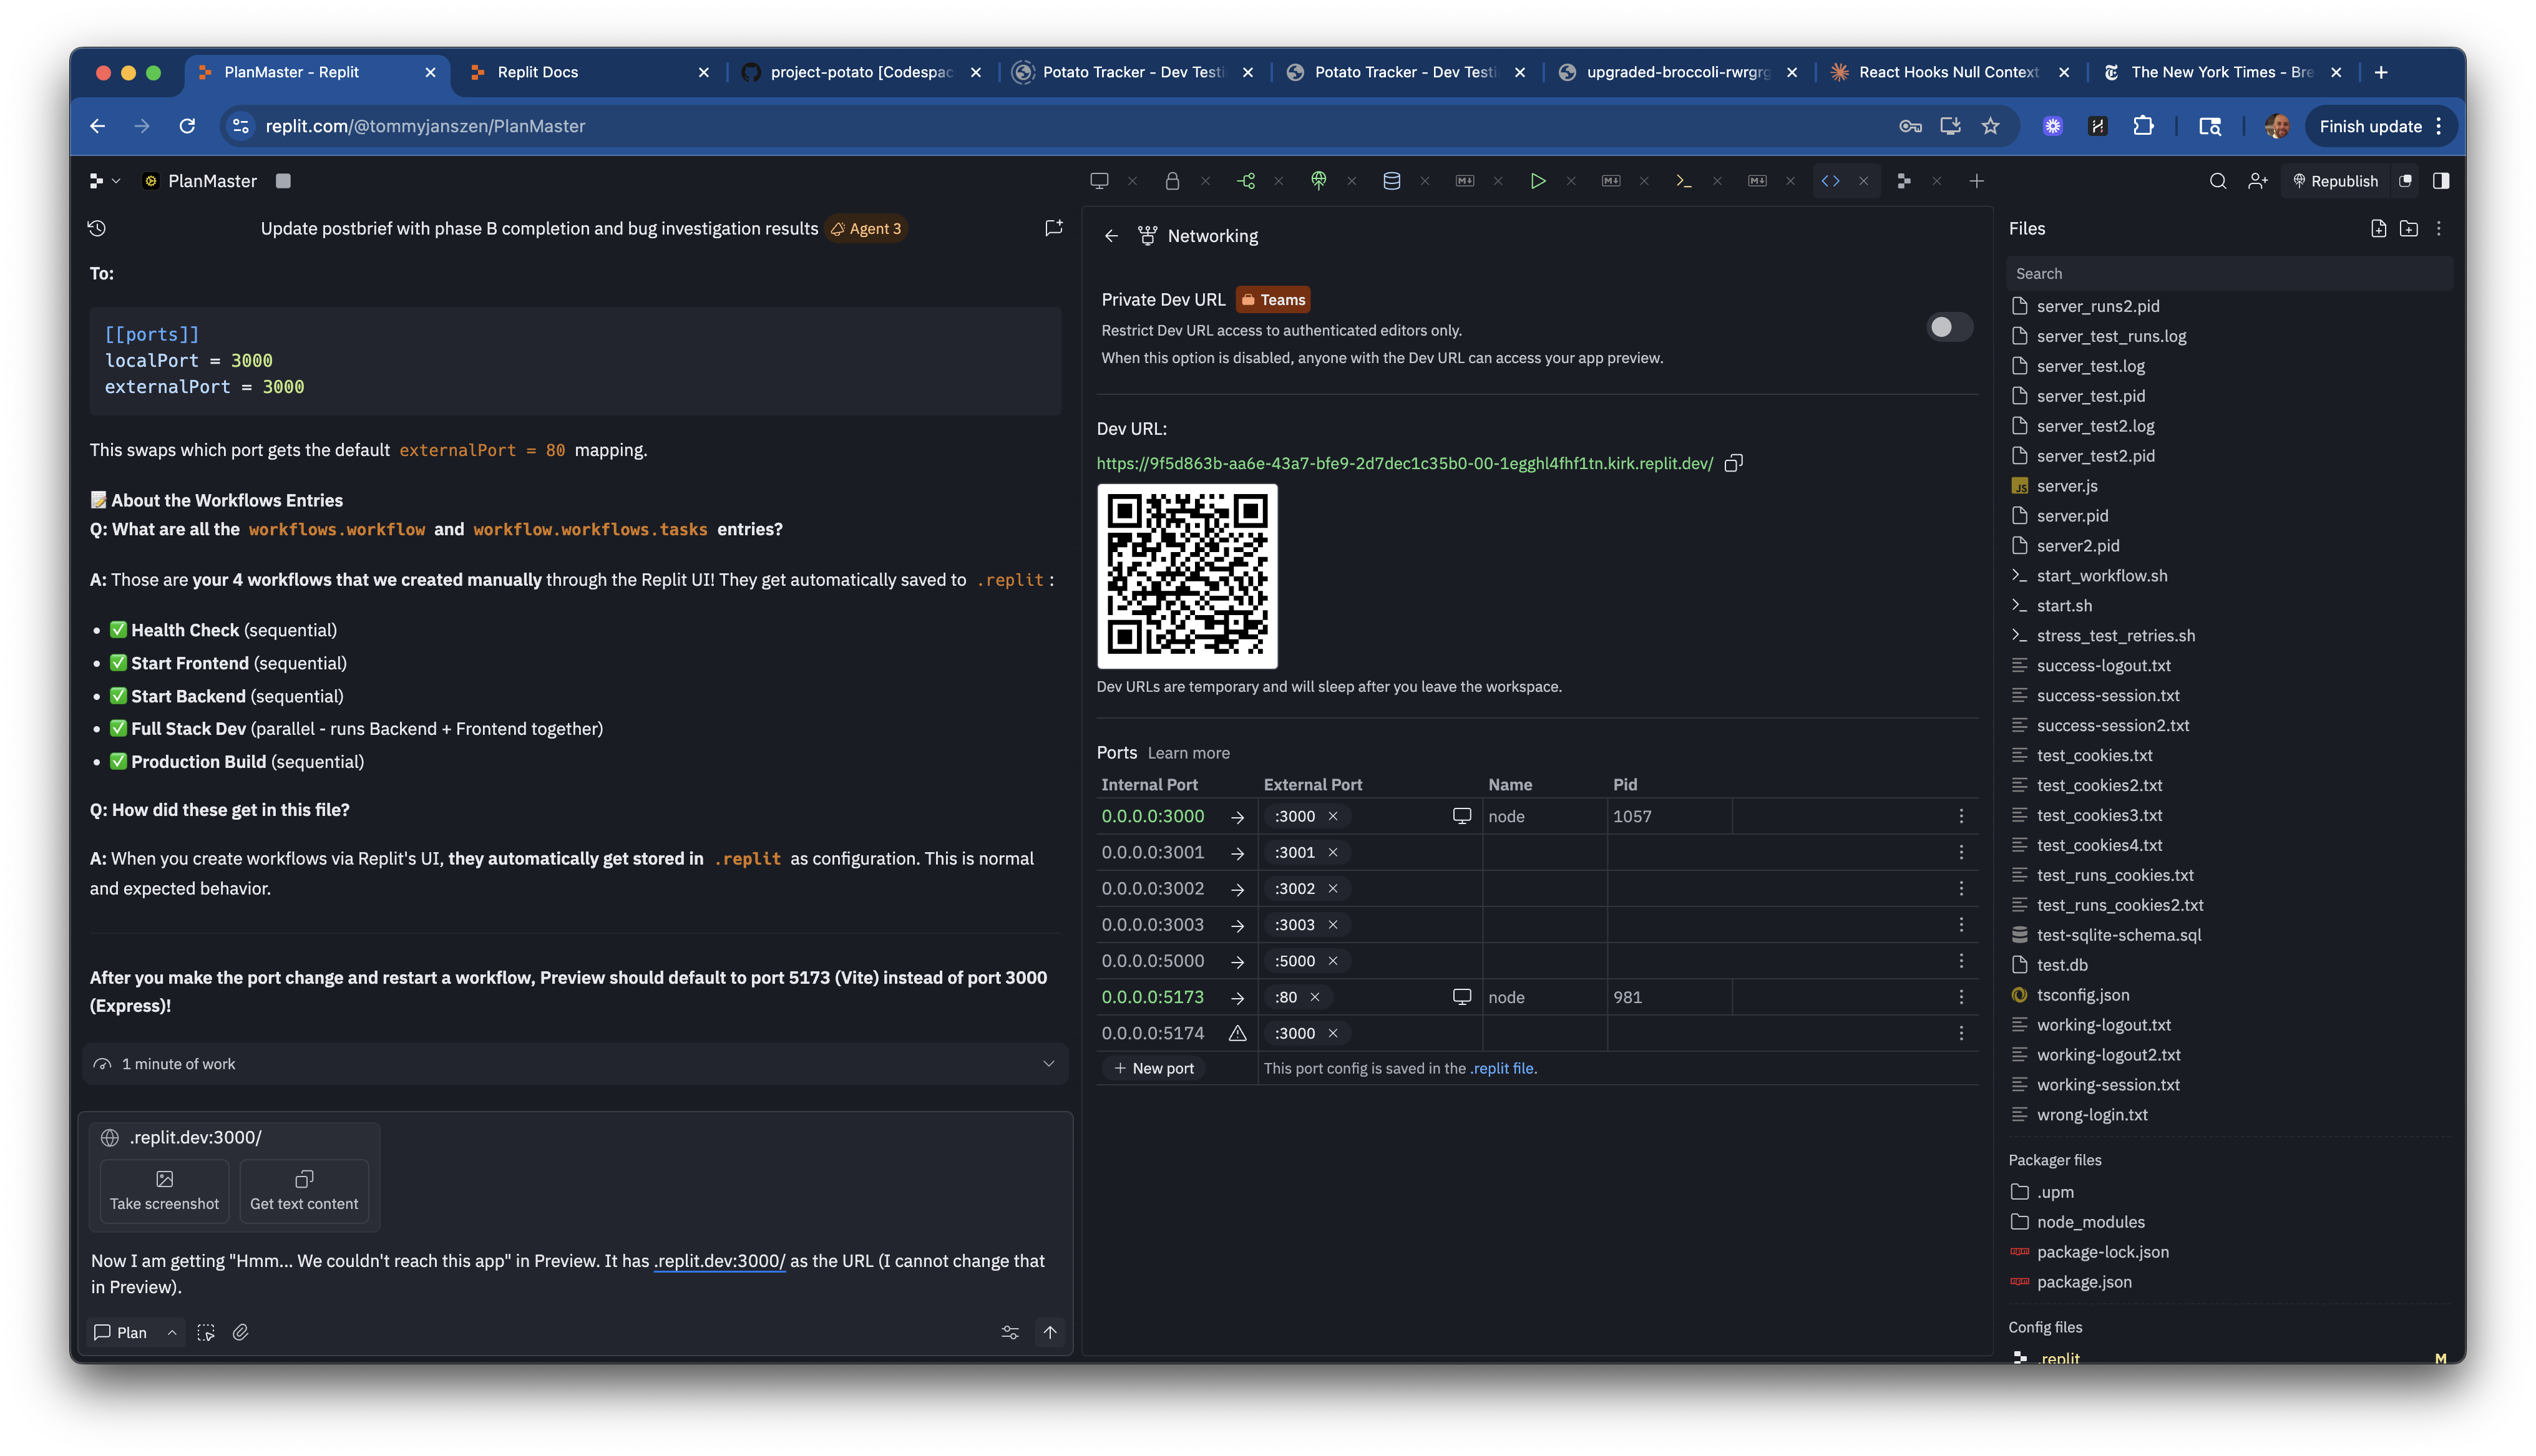 PlanMaster - Replit
Replit Docs
project-potato [Codespac
Potato Tracker - Dev Testi
Potato Tracker - Dev Testi
upgraded-broccoli-rwrgrg
React Hooks Null Context
The New York Times - Bre
replit.com/@tommyjanszen/PlanMaster
Finish update
PlanMaster
Republish
Update postbrief with phase B completion and bug investigation results
Agent 3
To:
[[ports]]
localPort = 3000
externalPort = 3000
This swaps which port gets the default externalPort = 80 mapping.
📝 About the Workflows Entries
Q: What are all the workflows.workflow and workflow.workflows.tasks entries?
A: Those are your 4 workflows that we created manually through the Replit UI! They get automatically saved to .replit :
• ✅ Health Check (sequential)
• ✅ Start Frontend (sequential)
• ✅ Start Backend (sequential)
• ✅ Full Stack Dev (parallel - runs Backend + Frontend together)
• ✅ Production Build (sequential)
Q: How did these get in this file?
A: When you create workflows via Replit's UI, they automatically get stored in .replit as configuration. This is normal
and expected behavior.
After you make the port change and restart a workflow, Preview should default to port 5173 (Vite) instead of port 3000
(Express)!
1 minute of work
.replit.dev:3000/
Take screenshot
Get text content
Now I am getting "Hmm... We couldn't reach this app" in Preview. It has .replit.dev:3000/ as the URL (I cannot change that
in Preview).
Plan
Networking
Private Dev URL
Teams
Restrict Dev URL access to authenticated editors only.
When this option is disabled, anyone with the Dev URL can access your app preview.
Dev URL:
https://9f5d863b-aa6e-43a7-bfe9-2d7dec1c35b0-00-1egghl4fhf1tn.kirk.replit.dev/
Dev URLs are temporary and will sleep after you leave the workspace.
Ports Learn more
Internal Port External Port Name Pid
0.0.0.0:3000 → :3000 node 1057
0.0.0.0:3001 → :3001
0.0.0.0:3002 → :3002
0.0.0.0:3003 → :3003
0.0.0.0:5000 → :5000
0.0.0.0:5173 → :80 node 981
0.0.0.0:5174 :3000
+ New port This port config is saved in the .replit file.
Files
Search
server_runs2.pid
server_test_runs.log
server_test.log
server_test.pid
server_test2.log
server_test2.pid
JS server.js
server.pid
server2.pid
start_workflow.sh
start.sh
stress_test_retries.sh
success-logout.txt
success-session.txt
success-session2.txt
test_cookies.txt
test_cookies2.txt
test_cookies3.txt
test_cookies4.txt
test_runs_cookies.txt
test_runs_cookies2.txt
test-sqlite-schema.sql
test.db
tsconfig.json
working-logout.txt
working-logout2.txt
working-session.txt
wrong-login.txt
Packager files
.upm
node_modules
package-lock.json
package.json
Config files
.replit M